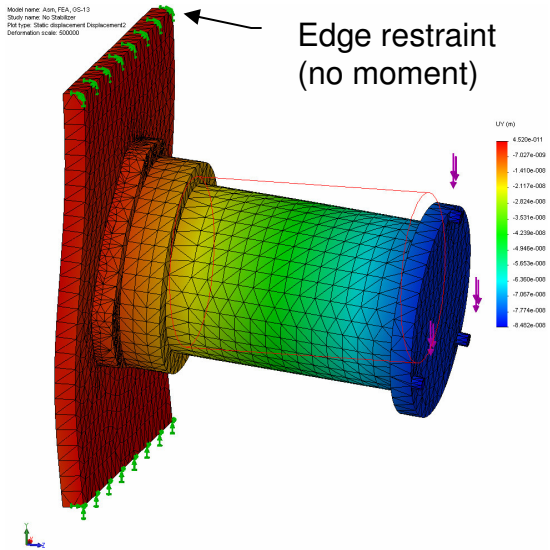 Model name: Asm, FEA, GS-13
Study name: No Stabilizer
Plot type: Static displacement Displacement2
Deformation scale: 500000
Edge restraint
(no moment)
UY (m)
4.520e-011
-7.027e-009
-1.410e-008
-2.117e-008
-2.824e-008
-3.531e-008
-4.239e-008
-4.946e-008
-5.653e-008
-6.360e-008
-7.067e-008
-7.774e-008
-8.482e-008
Y
X
Z